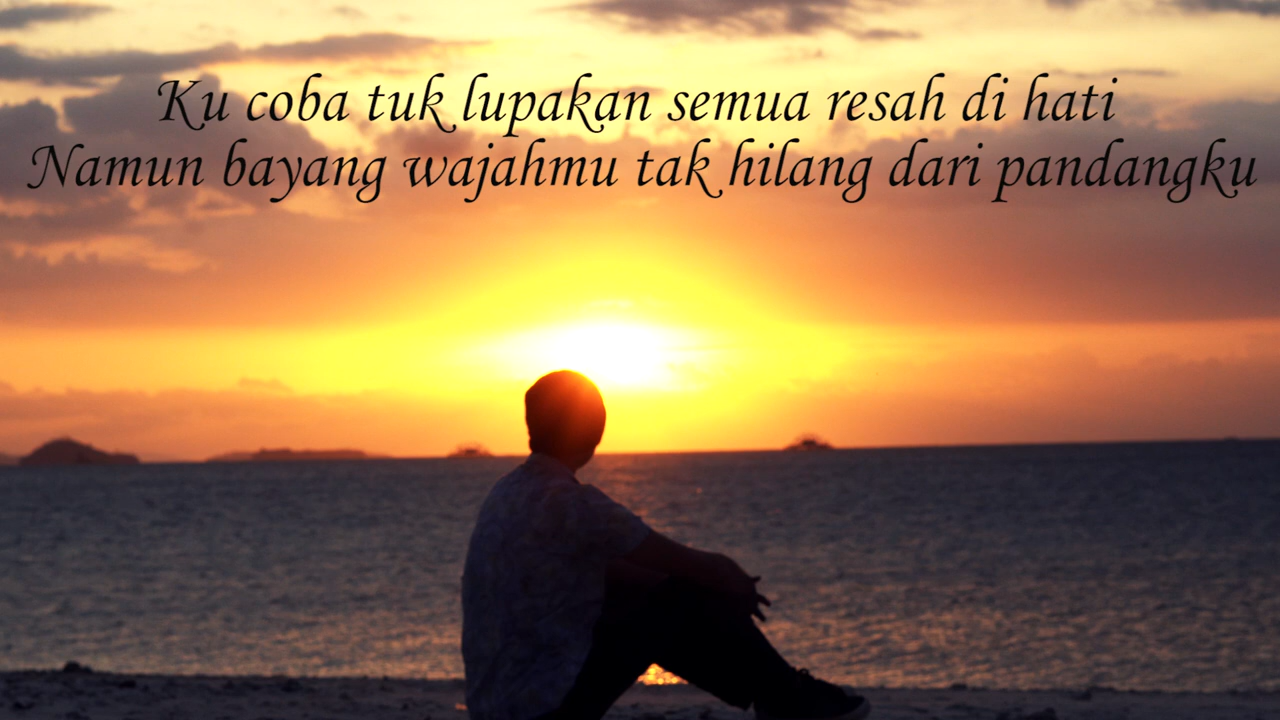 Ku coba tuk lupakan semua resah di hati
Namun bayang wajahmu tak hilang dari pandangku